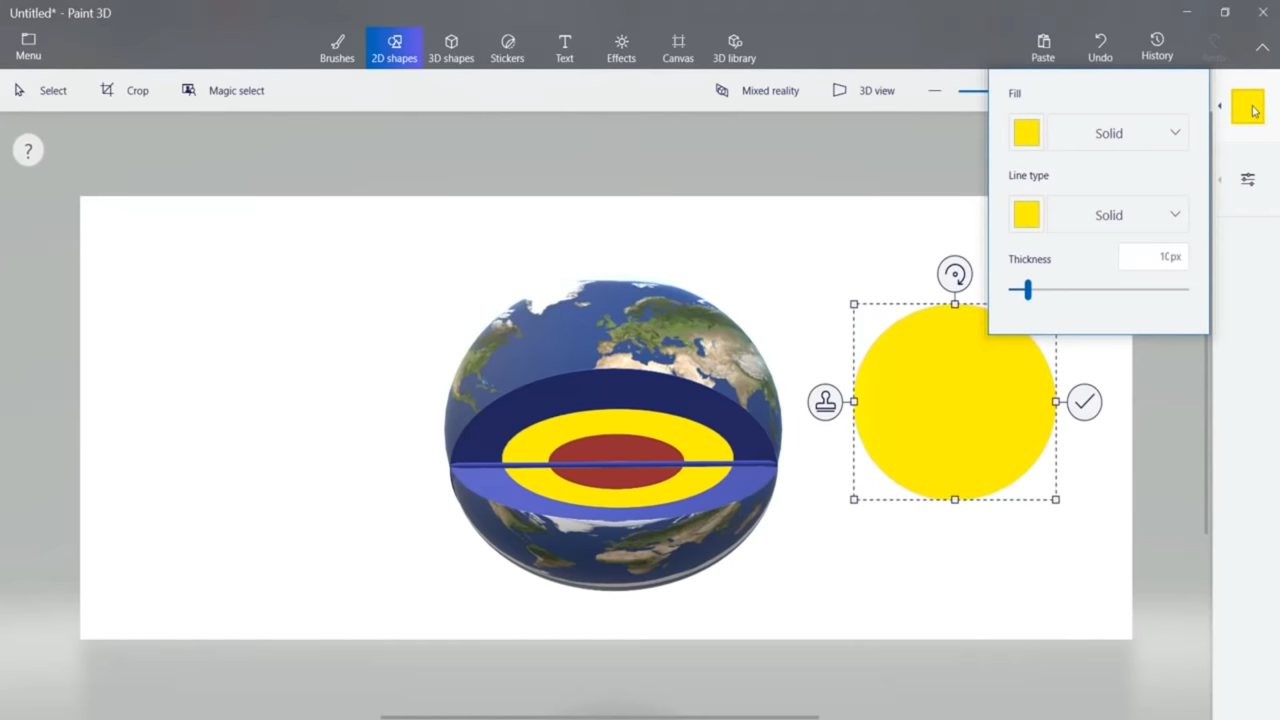 Untitled* - Paint 3D
Menu
Brushes
2D shapes
3D shapes
Stickers
Text
Effects
Canvas
3D library
Paste
Undo
History
Select
Crop
Magic select
Mixed reality
3D view
Fill
Solid
Line type
Solid
Thickness
10px
?